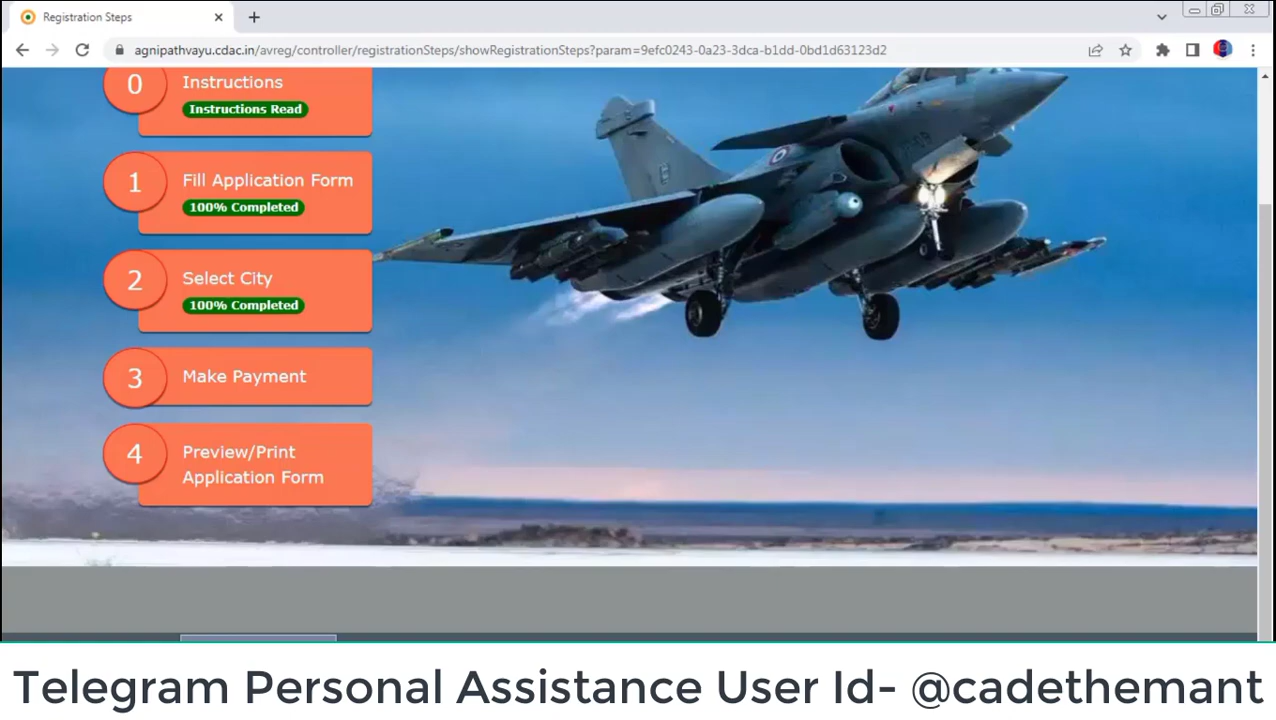 Registration Steps
agnipathvayu.cdac.in/avreg/controller/registrationSteps/showRegistrationSteps?param=9efc0243-0a23-3dca-b1dd-0bd1d63123d2
0
Instructions
Instructions Read
1
Fill Application Form
100% Completed
2
Select City
100% Completed
3
Make Payment
4
Preview/Print
Application Form
Telegram Personal Assistance User Id- @cadethemant